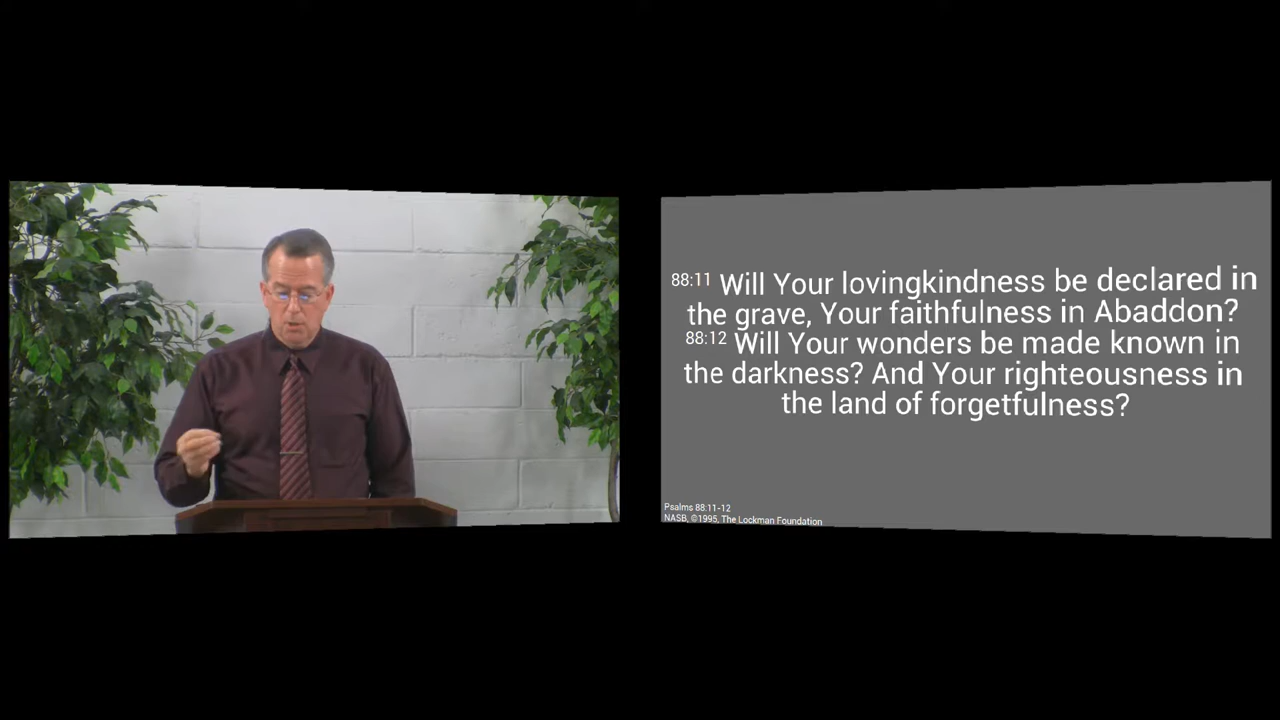 88:11 Will Your lovingkindness be declared in
the grave, Your faithfulness in Abaddon?
88:12 Will Your wonders be made known in
the darkness? And Your righteousness in
the land of forgetfulness?
Psalms 88:11-12
NASB, ©1995, The Lockman Foundation